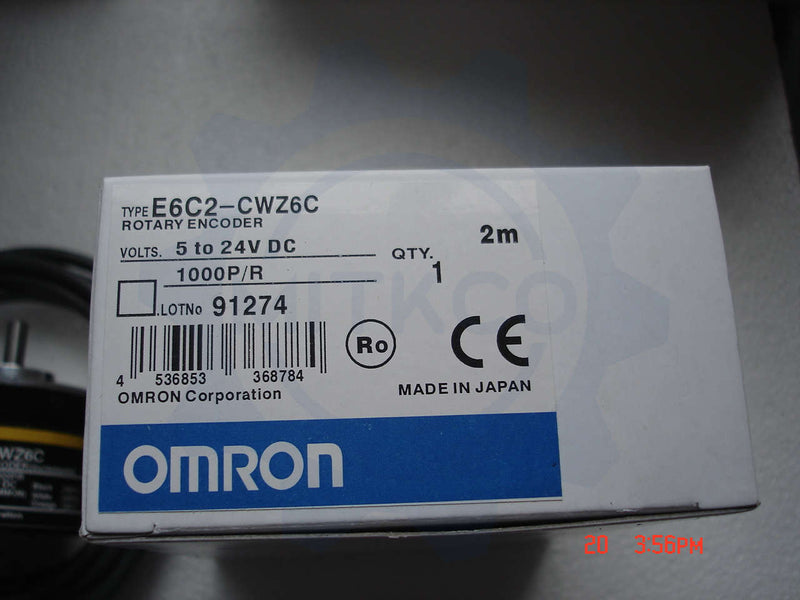 TYPE E6C2-CWZ6C
ROTARY ENCODER
2m
VOLTS. 5 to 24V DC
QTY. 1
1000P/R
.LOTNo 91274
4 536853 368784
Ro
CE
OMRON Corporation
MADE IN JAPAN
OMRON
WZ6C
HTKCO
20 3:56PM